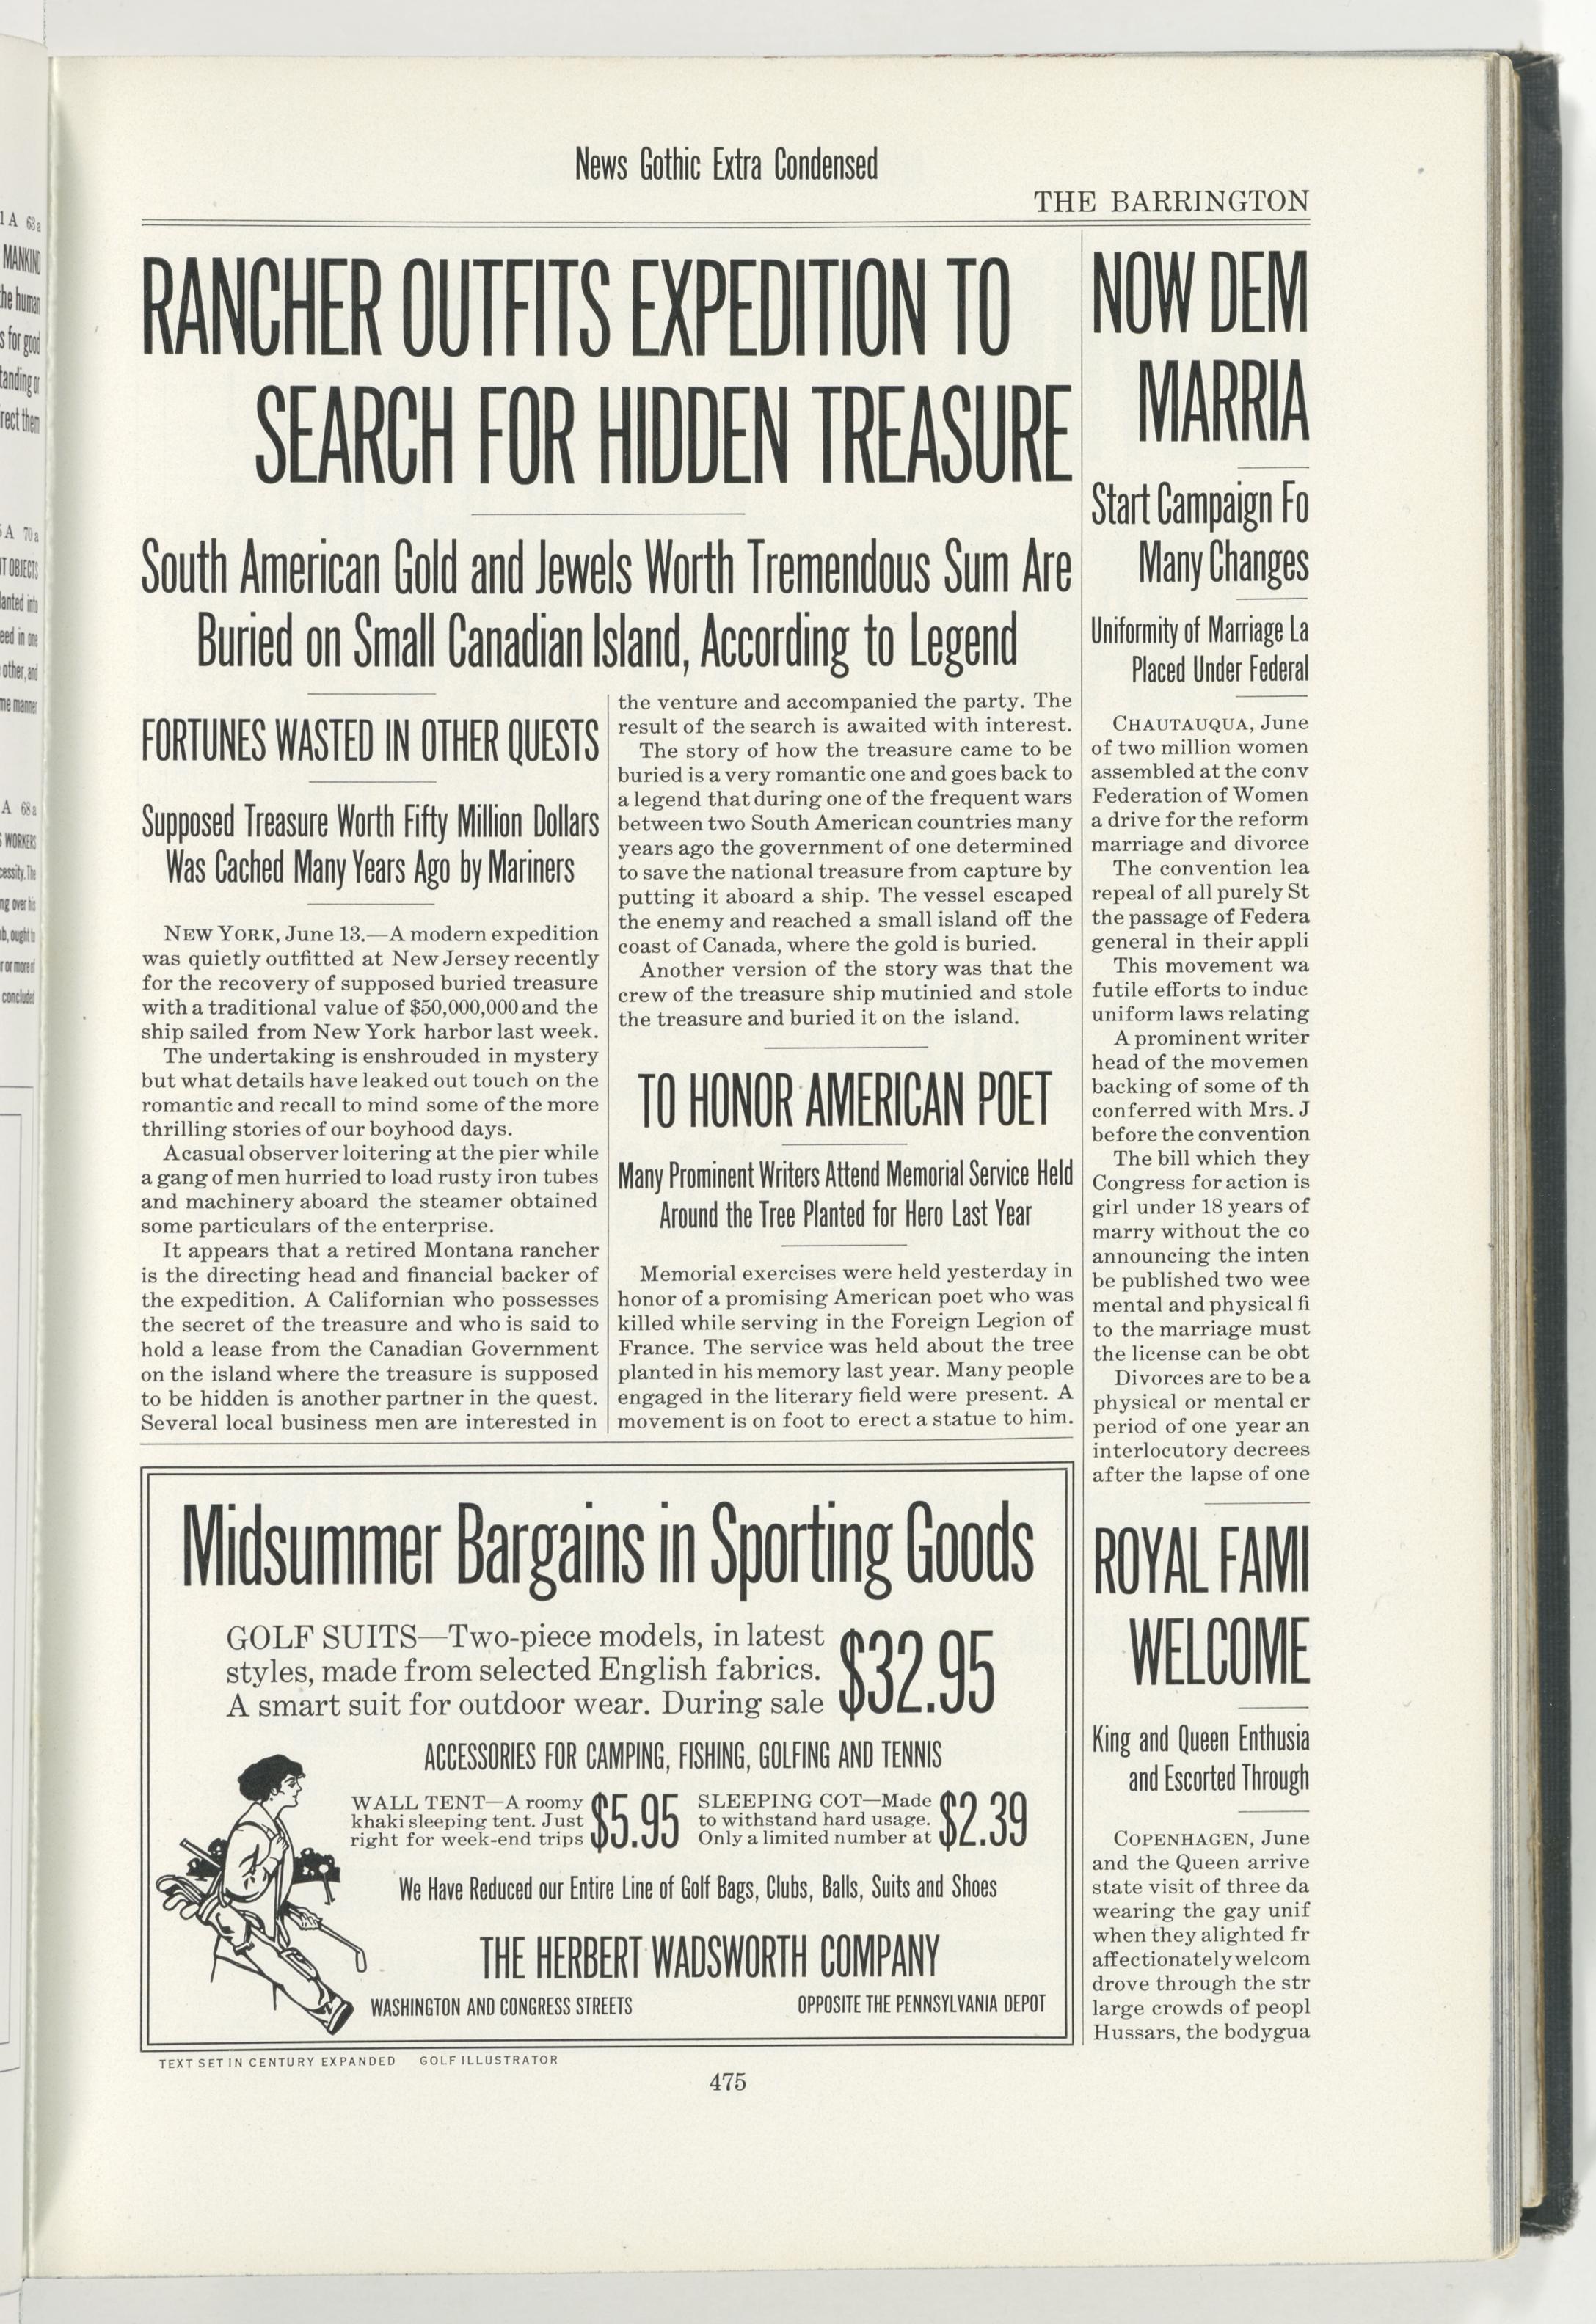 News Gothic Extra Condensed
THE BARRINGTON
RANCHER OUTFITS EXPEDITION TO
SEARCH FOR HIDDEN TREASURE
South American Gold and Jewels Worth Tremendous Sum Are
Buried on Small Canadian Island, According to Legend
FORTUNES WASTED IN OTHER QUESTS
Supposed Treasure Worth Fifty Million Dollars
Was Cached Many Years Ago by Mariners
NEW YORK, June 13.—A modern expedition
was quietly outfitted at New Jersey recently
for the recovery of supposed buried treasure
with a traditional value of $50,000,000 and the
ship sailed from New York harbor last week.
The undertaking is enshrouded in mystery
but what details have leaked out touch on the
romantic and recall to mind some of the more
thrilling stories of our boyhood days.
A casual observer loitering at the pier while
a gang of men hurried to load rusty iron tubes
and machinery aboard the steamer obtained
some particulars of the enterprise.
It appears that a retired Montana rancher
is the directing head and financial backer of
the expedition. A Californian who possesses
the secret of the treasure and who is said to
hold a lease from the Canadian Government
on the island where the treasure is supposed
to be hidden is another partner in the quest.
Several local business men are interested in
the venture and accompanied the party. The
result of the search is awaited with interest.
The story of how the treasure came to be
buried is a very romantic one and goes back to
a legend that during one of the frequent wars
between two South American countries many
years ago the government of one determined
to save the national treasure from capture by
putting it aboard a ship. The vessel escaped
the enemy and reached a small island off the
coast of Canada, where the gold is buried.
Another version of the story was that the
crew of the treasure ship mutinied and stole
the treasure and buried it on the island.
TO HONOR AMERICAN POET
Many Prominent Writers Attend Memorial Service Held
Around the Tree Planted for Hero Last Year
Memorial exercises were held yesterday in
honor of a promising American poet who was
killed while serving in the Foreign Legion of
France. The service was held about the tree
planted in his memory last year. Many people
engaged in the literary field were present. A
movement is on foot to erect a statue to him.
NOW DEM
MARRIA
Start Campaign Fo
Many Changes
Uniformity of Marriage La
Placed Under Federal
CHAUTAUQUA, June
of two million women
assembled at the conv
Federation of Women
a drive for the reform
marriage and divorce
The convention lea
repeal of all purely St
the passage of Federa
general in their appli
This movement wa
futile efforts to induc
uniform laws relating
A prominent writer
head of the movemen
backing of some of th
conferred with Mrs. J
before the convention
The bill which they
Congress for action is
girl under 18 years of
marry without the co
announcing the inten
be published two wee
mental and physical fi
to the marriage must
the license can be obt
Divorces are to be a
physical or mental cr
period of one year an
interlocutory decrees
after the lapse of one
ROYAL FAMI
WELCOME
King and Queen Enthusia
and Escorted Through
COPENHAGEN, June
and the Queen arrive
state visit of three da
wearing the gay unif
when they alighted fr
affectionately welcom
drove through the str
large crowds of peopl
Hussars, the bodygua
Midsummer Bargains in Sporting Goods
GOLF SUITS—Two-piece models, in latest
styles, made from selected English fabrics.
A smart suit for outdoor wear. During sale
$32.95
ACCESSORIES FOR CAMPING, FISHING, GOLFING AND TENNIS
WALL TENT—A roomy
khaki sleeping tent. Just
right for week-end trips
$5.95
SLEEPING COT—Made
to withstand hard usage.
Only a limited number at
$2.39
We Have Reduced our Entire Line of Golf Bags, Clubs, Balls, Suits and Shoes
THE HERBERT WADSWORTH COMPANY
WASHINGTON AND CONGRESS STREETS
OPPOSITE THE PENNSYLVANIA DEPOT
TEXT SET IN CENTURY EXPANDED GOLF ILLUSTRATOR
475